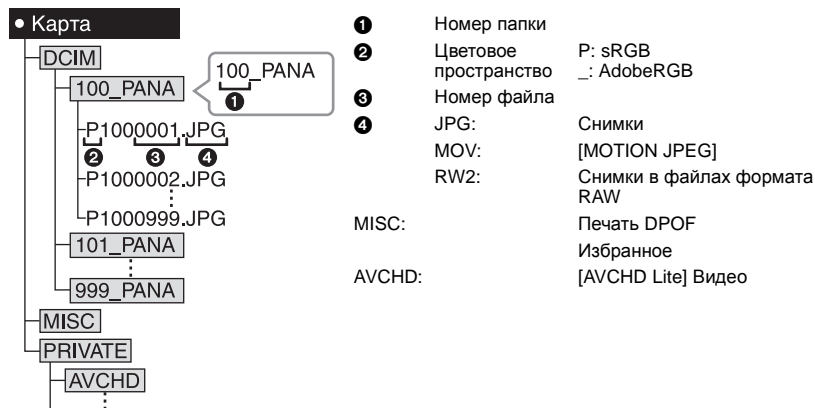 • Карта
DCIM
100_PANA
100_PANA
❶
P1000001.JPG
❷ ❸ ❹
P1000002.JPG
P1000999.JPG
101_PANA
999_PANA
MISC
PRIVATE
AVCHD
❶ Номер папки
❷ Цветовое пространство P: sRGB
_: AdobeRGB
❸ Номер файла
❹ JPG: Снимки
MOV: [MOTION JPEG]
RW2: Снимки в файлах формата
RAW
MISC: Печать DPOF
Избранное
AVCHD: [AVCHD Lite] Видео